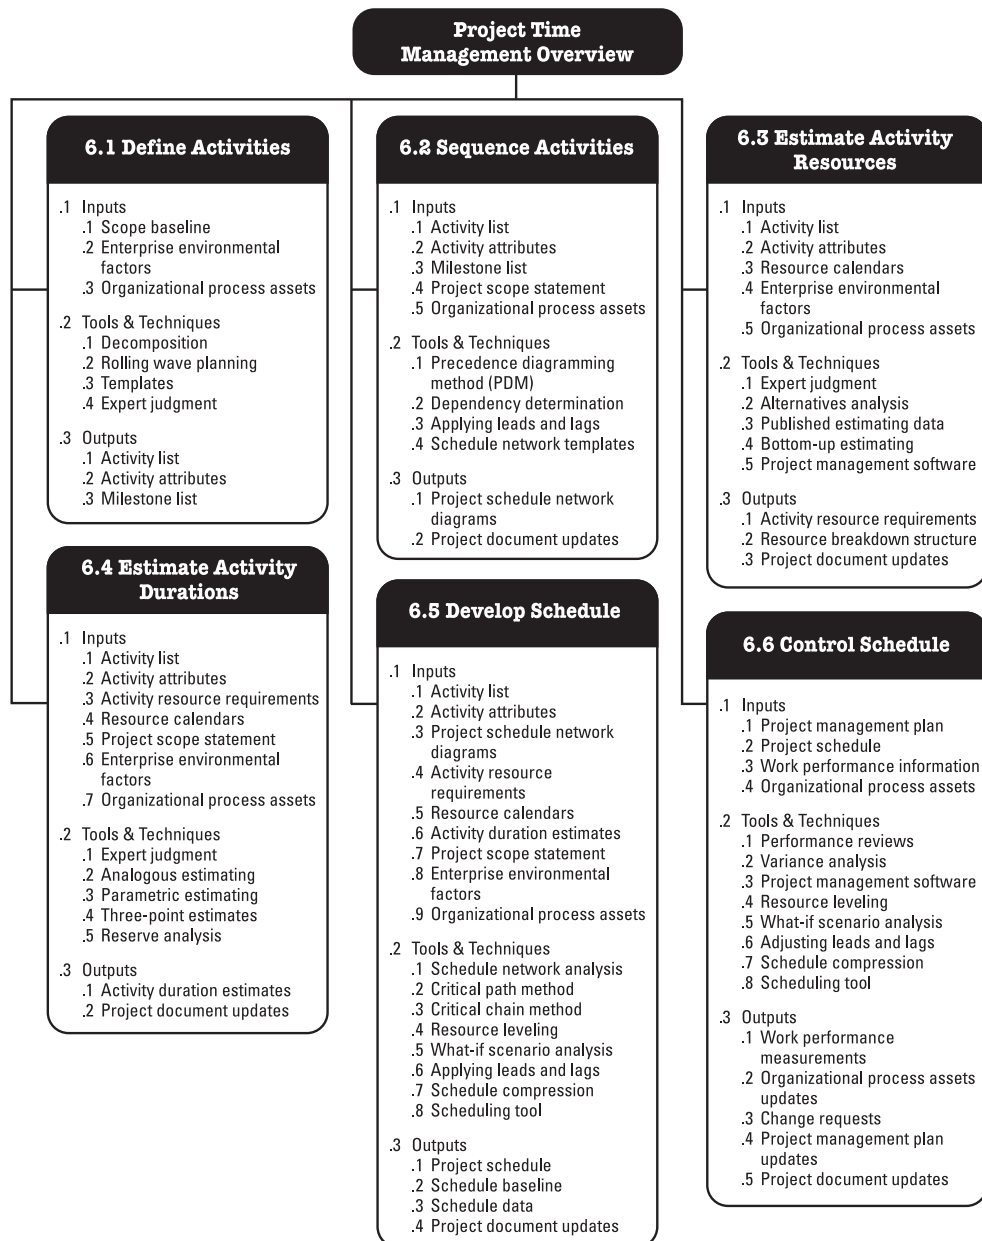 Project Time
Management Overview
6.1 Define Activities
.1 Inputs
.1 Scope baseline
.2 Enterprise environmental
factors
.3 Organizational process assets
.2 Tools & Techniques
.1 Decomposition
.2 Rolling wave planning
.3 Templates
.4 Expert judgment
.3 Outputs
.1 Activity list
.2 Activity attributes
.3 Milestone list
6.2 Sequence Activities
.1 Inputs
.1 Activity list
.2 Activity attributes
.3 Milestone list
.4 Project scope statement
.5 Organizational process assets
.2 Tools & Techniques
.1 Precedence diagramming
method (PDM)
.2 Dependency determination
.3 Applying leads and lags
.4 Schedule network templates
.3 Outputs
.1 Project schedule network
diagrams
.2 Project document updates
6.3 Estimate Activity
Resources
.1 Inputs
.1 Activity list
.2 Activity attributes
.3 Resource calendars
.4 Enterprise environmental
factors
.5 Organizational process assets
.2 Tools & Techniques
.1 Expert judgment
.2 Alternatives analysis
.3 Published estimating data
.4 Bottom-up estimating
.5 Project management software
.3 Outputs
.1 Activity resource requirements
.2 Resource breakdown structure
.3 Project document updates
6.4 Estimate Activity
Durations
.1 Inputs
.1 Activity list
.2 Activity attributes
.3 Activity resource requirements
.4 Resource calendars
.5 Project scope statement
.6 Enterprise environmental
factors
.7 Organizational process assets
.2 Tools & Techniques
.1 Expert judgment
.2 Analogous estimating
.3 Parametric estimating
.4 Three-point estimates
.5 Reserve analysis
.3 Outputs
.1 Activity duration estimates
.2 Project document updates
6.5 Develop Schedule
.1 Inputs
.1 Activity list
.2 Activity attributes
.3 Project schedule network
diagrams
.4 Activity resource
requirements
.5 Resource calendars
.6 Activity duration estimates
.7 Project scope statement
.8 Enterprise environmental
factors
.9 Organizational process assets
.2 Tools & Techniques
.1 Schedule network analysis
.2 Critical path method
.3 Critical chain method
.4 Resource leveling
.5 What-if scenario analysis
.6 Applying leads and lags
.7 Schedule compression
.8 Scheduling tool
.3 Outputs
.1 Project schedule
.2 Schedule baseline
.3 Schedule data
.4 Project document updates
6.6 Control Schedule
.1 Inputs
.1 Project management plan
.2 Project schedule
.3 Work performance information
.4 Organizational process assets
.2 Tools & Techniques
.1 Performance reviews
.2 Variance analysis
.3 Project management software
.4 Resource leveling
.5 What-if scenario analysis
.6 Adjusting leads and lags
.7 Schedule compression
.8 Scheduling tool
.3 Outputs
.1 Work performance
measurements
.2 Organizational process assets
updates
.3 Change requests
.4 Project management plan
updates
.5 Project document updates